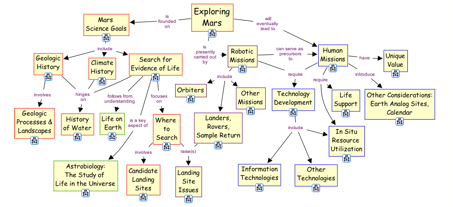 Exploring
Mars
is
founded
on
will
eventually
lead to
Mars
Science Goals
is
presently
carried out
by
Robotic
Missions
can serve as
precursors
to
Human
Missions
have
Unique
Value
include
Geologic
History
Climate
History
Search for
Evidence of Life
include
require
require
introduce
Orbiters
Other
Missions
Technology
Development
Life
Support
Other Considerations:
Earth Analog Sites,
Calendar
involves
hinges
on
follows from
understanding
focuses
on
is a key
aspect of
Geologic
Processes &
Landscapes
History
of Water
Life on
Earth
Where
to
Search
Landers,
Rovers,
Sample Return
In Situ
Resource
Utilization
include
involves
raise(s)
Astrobiology:
The Study of
Life in the Universe
Candidate
Landing
Sites
Landing
Site
Issues
Information
Technologies
Other
Technologies